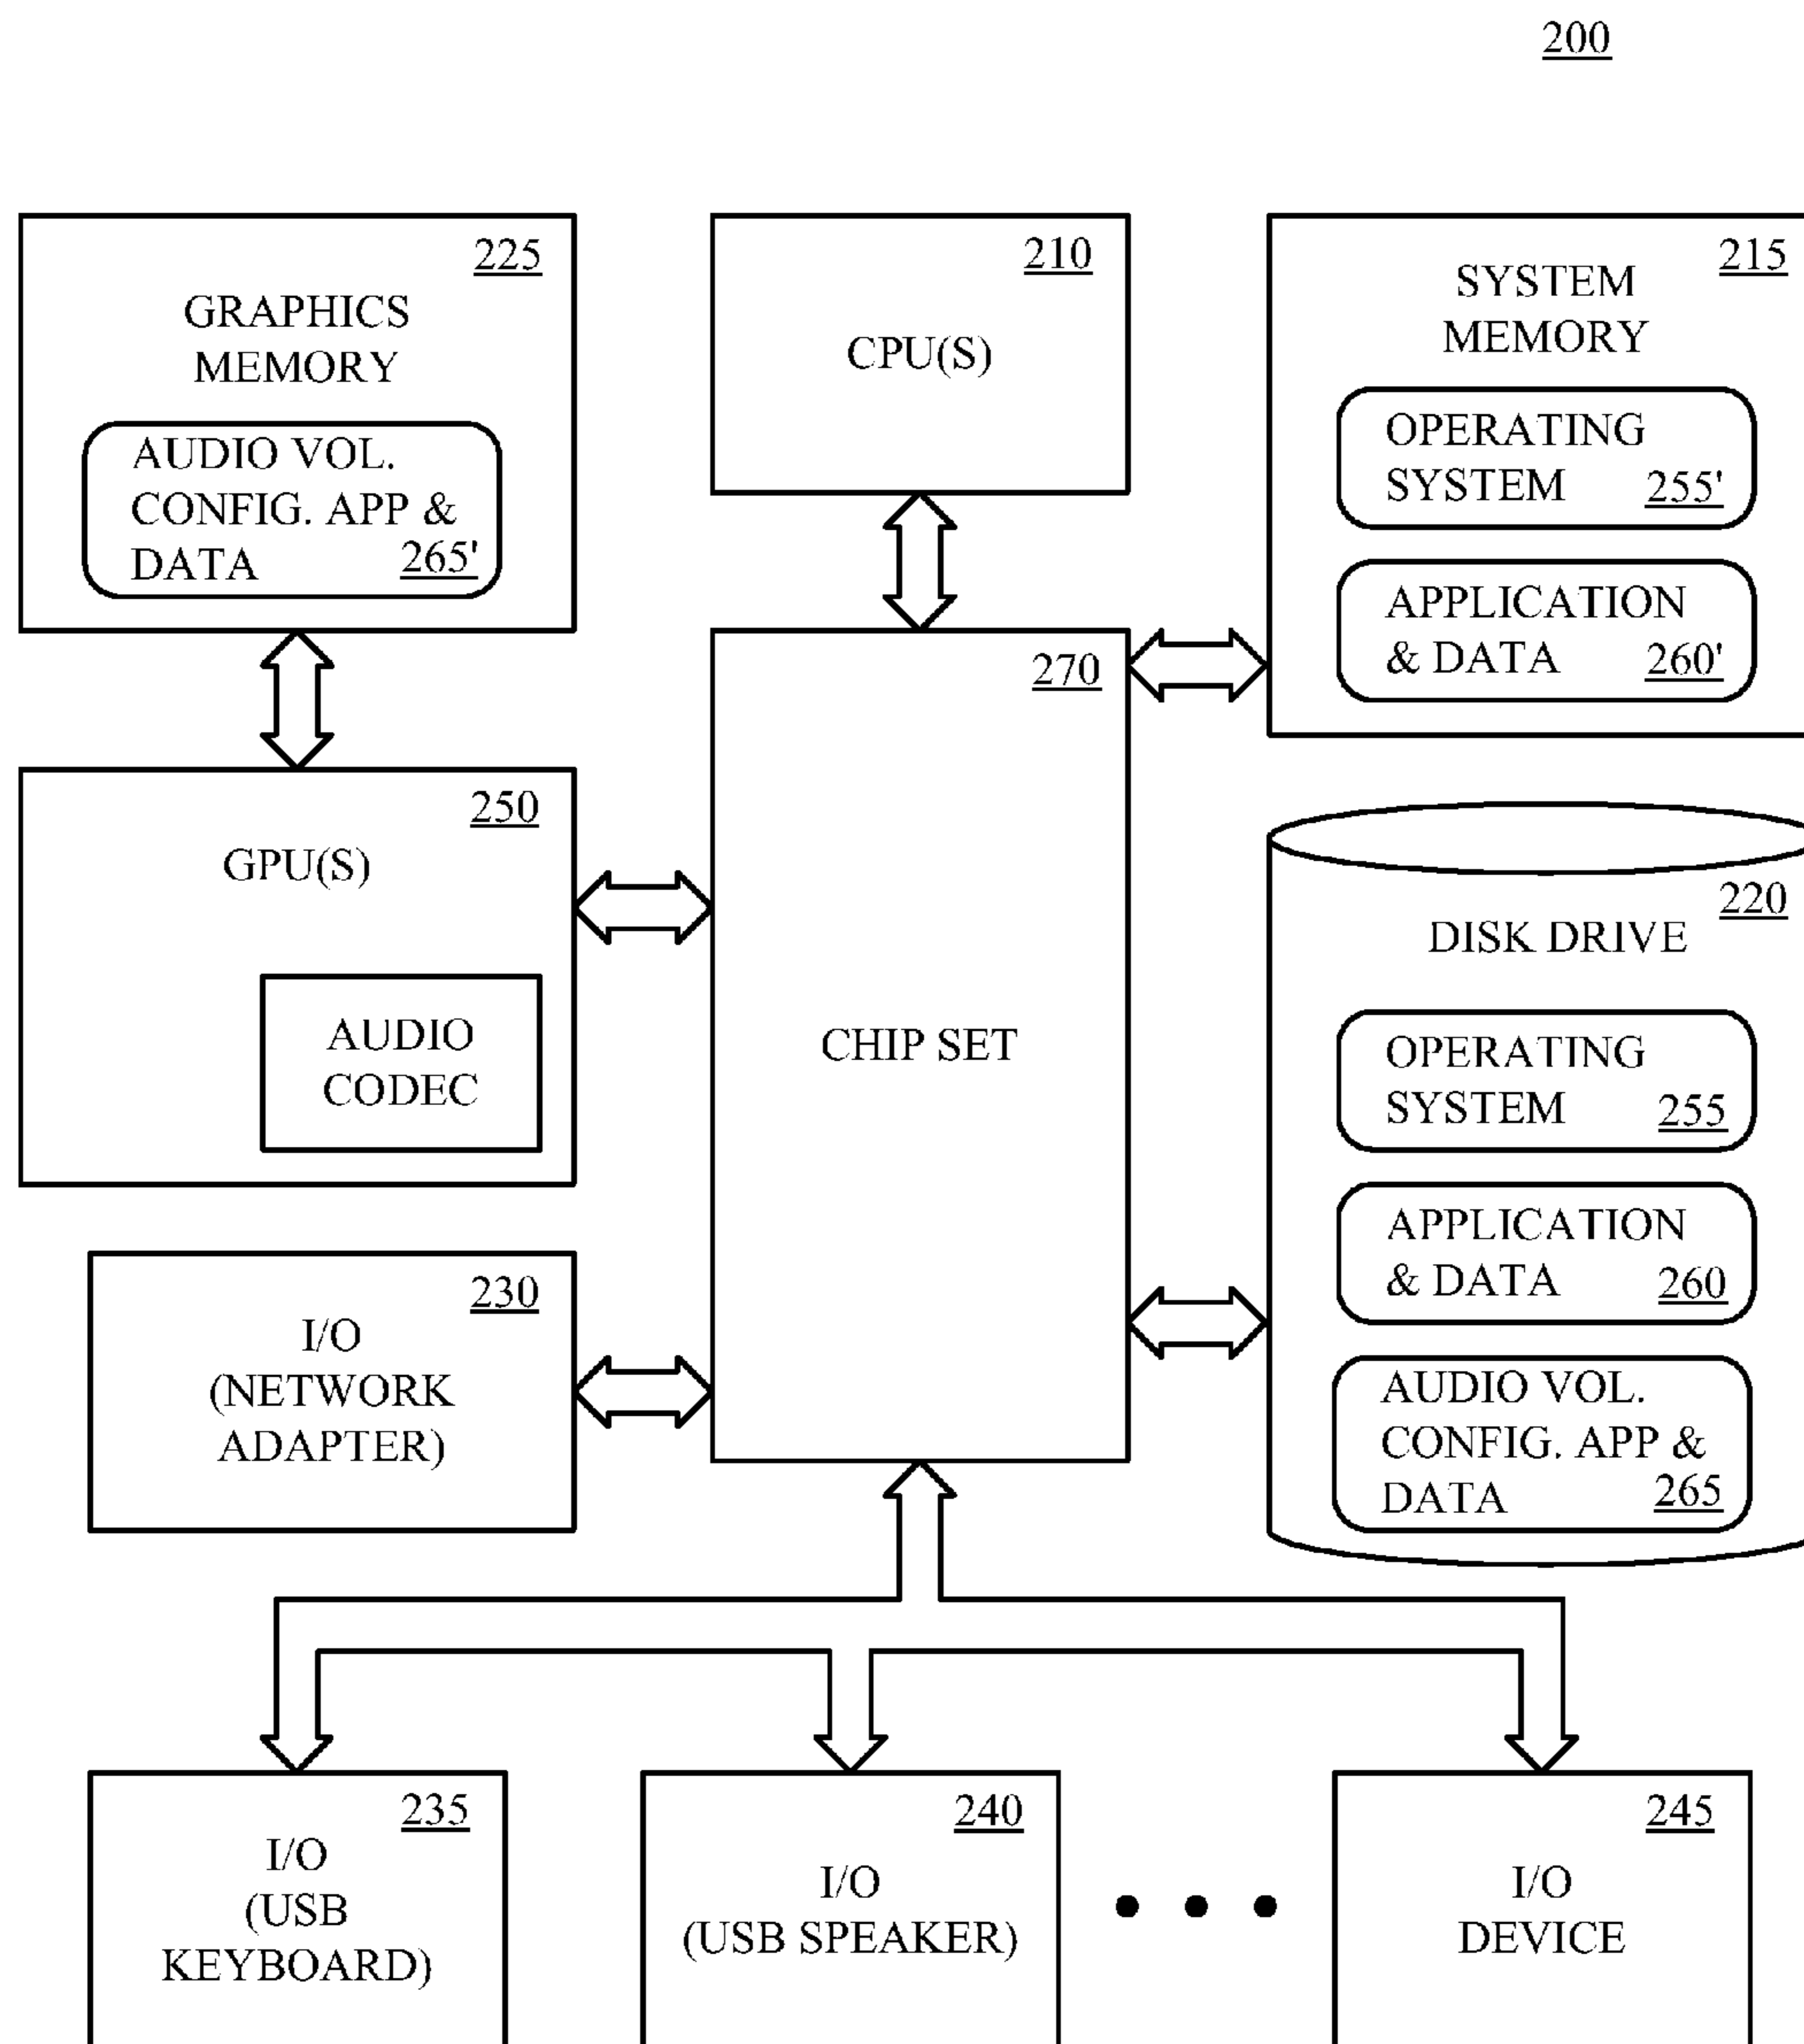 200
225
GRAPHICS
MEMORY
AUDIO VOL.
CONFIG. APP &
DATA 265'
210
CPU(S)
215
SYSTEM
MEMORY
OPERATING
SYSTEM 255'
APPLICATION
& DATA 260'
250
GPU(S)
AUDIO
CODEC
270
CHIP SET
220
DISK DRIVE
OPERATING
SYSTEM 255
APPLICATION
& DATA 260
AUDIO VOL.
CONFIG. APP &
DATA 265
230
I/O
(NETWORK
ADAPTER)
235
I/O
(USB
KEYBOARD)
240
I/O
(USB SPEAKER)
245
I/O
DEVICE